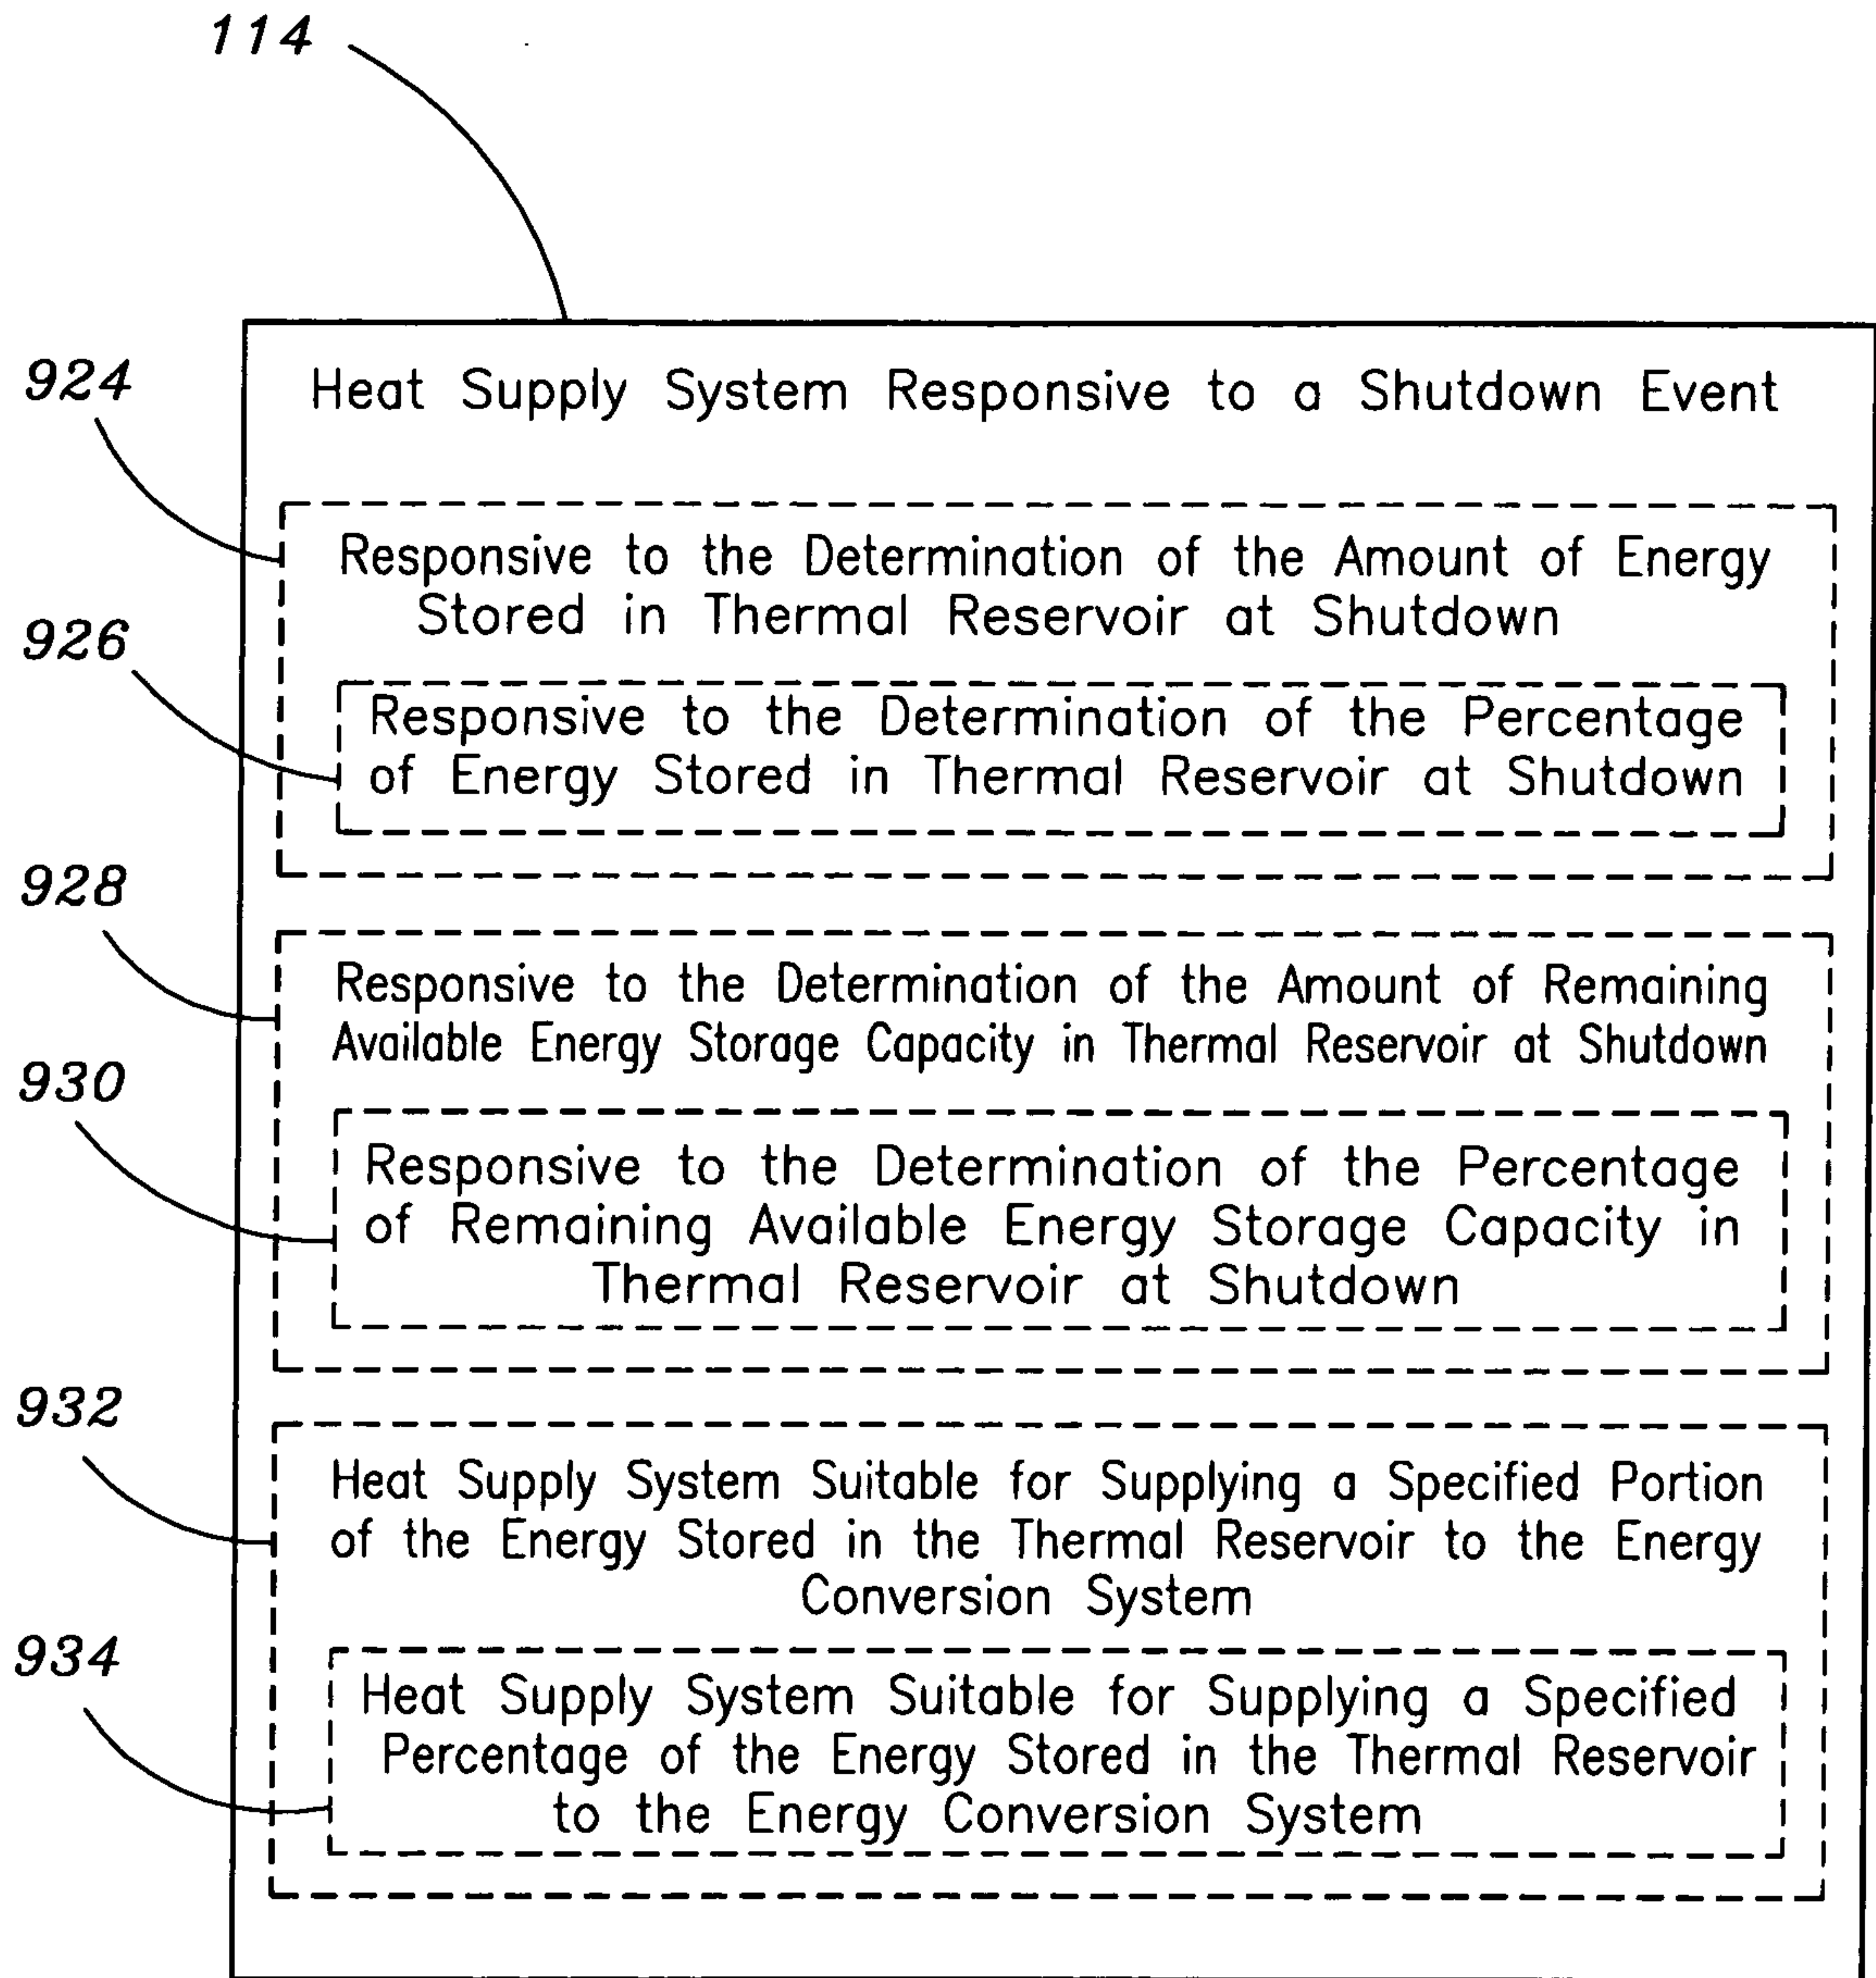 114
924
Heat Supply System Responsive to a Shutdown Event
Responsive to the Determination of the Amount of Energy
Stored in Thermal Reservoir at Shutdown
926
Responsive to the Determination of the Percentage
of Energy Stored in Thermal Reservoir at Shutdown
928
Responsive to the Determination of the Amount of Remaining
Available Energy Storage Capacity in Thermal Reservoir at Shutdown
930
Responsive to the Determination of the Percentage
of Remaining Available Energy Storage Capacity in
Thermal Reservoir at Shutdown
932
Heat Supply System Suitable for Supplying a Specified Portion
of the Energy Stored in the Thermal Reservoir to the Energy
Conversion System
934
Heat Supply System Suitable for Supplying a Specified
Percentage of the Energy Stored in the Thermal Reservoir
to the Energy Conversion System